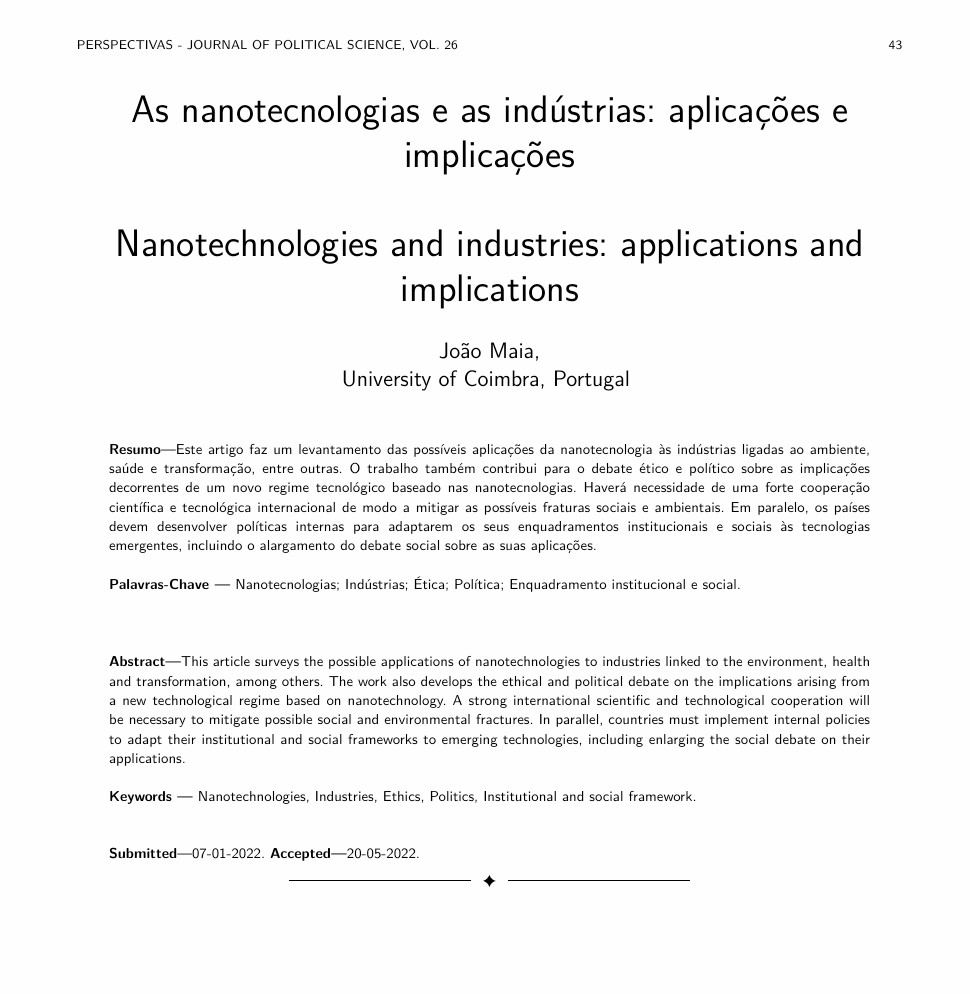 PERSPECTIVAS - JOURNAL OF POLITICAL SCIENCE, VOL. 26 43
As nanotecnologias e as indústrias: aplicações e
implicações
Nanotechnologies and industries: applications and
implications
João Maia,
University of Coimbra, Portugal
Resumo—Este artigo faz um levantamento das possíveis aplicações da nanotecnologia às indústrias ligadas ao ambiente,
saúde e transformação, entre outras. O trabalho também contribui para o debate ético e político sobre as implicações
decorrentes de um novo regime tecnológico baseado nas nanotecnologias. Haverá necessidade de uma forte cooperação
científica e tecnológica internacional de modo a mitigar as possíveis fraturas sociais e ambientais. Em paralelo, os países
devem desenvolver políticas internas para adaptarem os seus enquadramentos institucionais e sociais às tecnologias
emergentes, incluindo o alargamento do debate social sobre as suas aplicações.
Palavras-Chave — Nanotecnologias; Indústrias; Ética; Política; Enquadramento institucional e social.
Abstract—This article surveys the possible applications of nanotechnologies to industries linked to the environment, health
and transformation, among others. The work also develops the ethical and political debate on the implications arising from
a new technological regime based on nanotechnology. A strong international scientific and technological cooperation will
be necessary to mitigate possible social and environmental fractures. In parallel, countries must implement internal policies
to adapt their institutional and social frameworks to emerging technologies, including enlarging the social debate on their
applications.
Keywords — Nanotechnologies, Industries, Ethics, Politics, Institutional and social framework.
Submitted—07-01-2022. Accepted—20-05-2022.